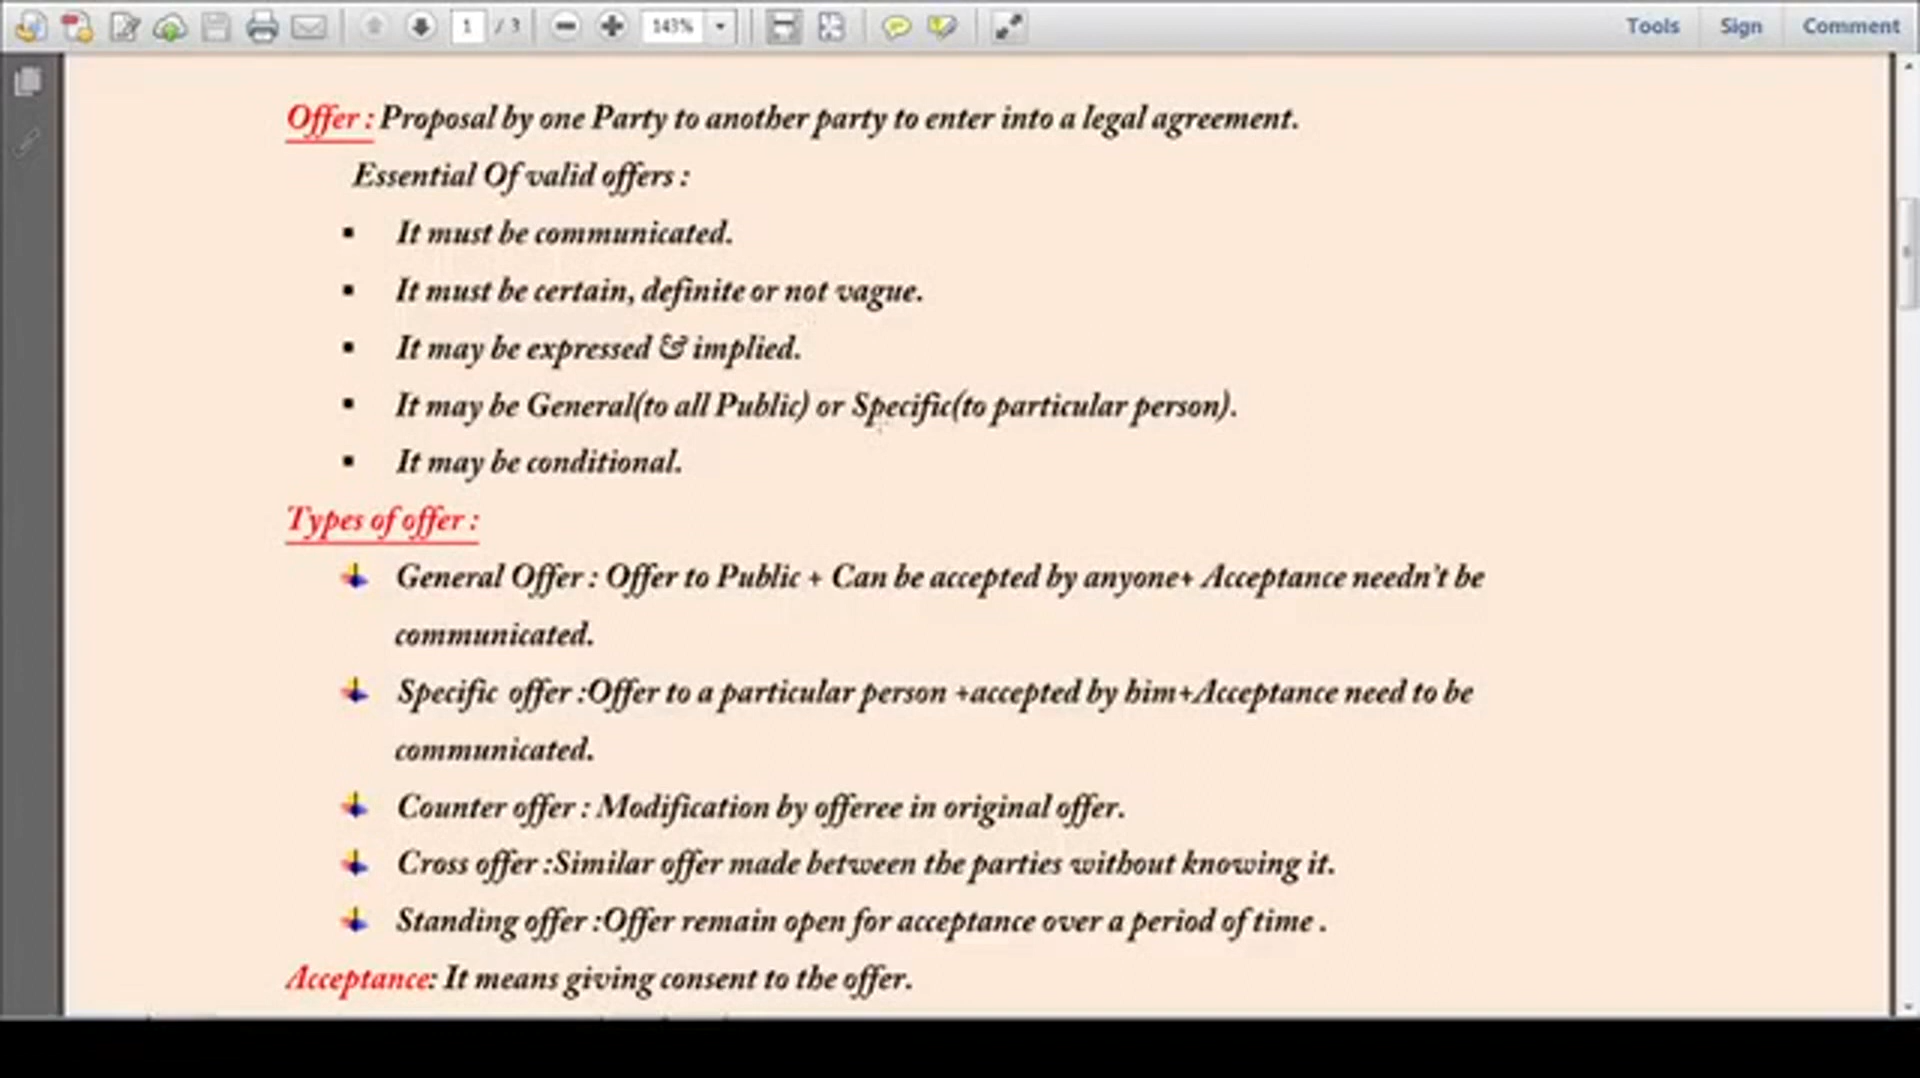 1 / 3 143% Tools Sign Comment
Offer : Proposal by one Party to another party to enter into a legal agreement.
Essential Of valid offers :
▪ It must be communicated.
▪ It must be certain, definite or not vague.
▪ It may be expressed & implied.
▪ It may be General(to all Public) or Specific(to particular person).
▪ It may be conditional.
Types of offer :
General Offer : Offer to Public + Can be accepted by anyone+ Acceptance needn't be
communicated.
Specific offer :Offer to a particular person +accepted by him+Acceptance need to be
communicated.
Counter offer : Modification by offeree in original offer.
Cross offer :Similar offer made between the parties without knowing it.
Standing offer :Offer remain open for acceptance over a period of time .
Acceptance: It means giving consent to the offer.